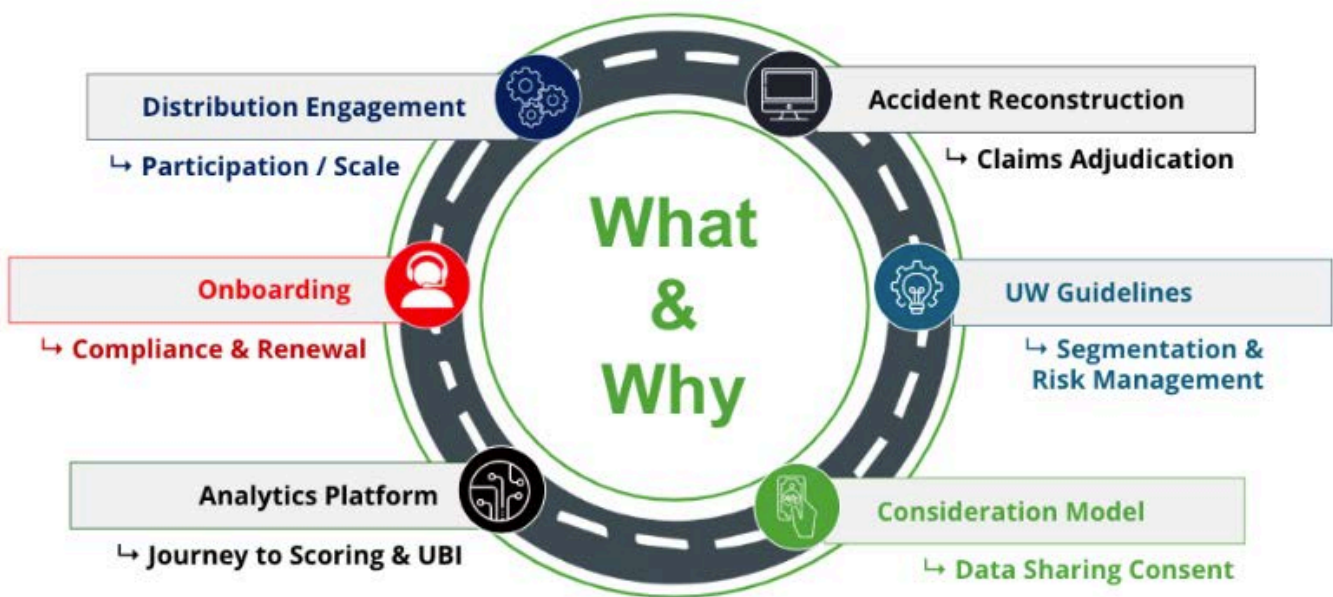 Distribution Engagement
↳ Participation / Scale
Accident Reconstruction
↳ Claims Adjudication
What
&
Why
Onboarding
↳ Compliance & Renewal
UW Guidelines
↳ Segmentation &
Risk Management
Analytics Platform
↳ Journey to Scoring & UBI
Consideration Model
↳ Data Sharing Consent